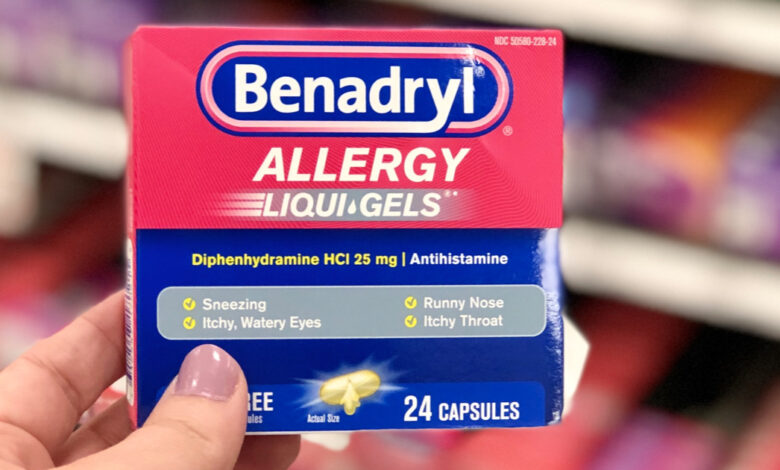 NDC 50580-228-24
Benadryl®
ALLERGY
LIQUI GELS®*
Diphenhydramine HCl 25 mg | Antihistamine
Sneezing
Runny Nose
Itchy, Watery Eyes
Itchy Throat
Actual Size
24 CAPSULES